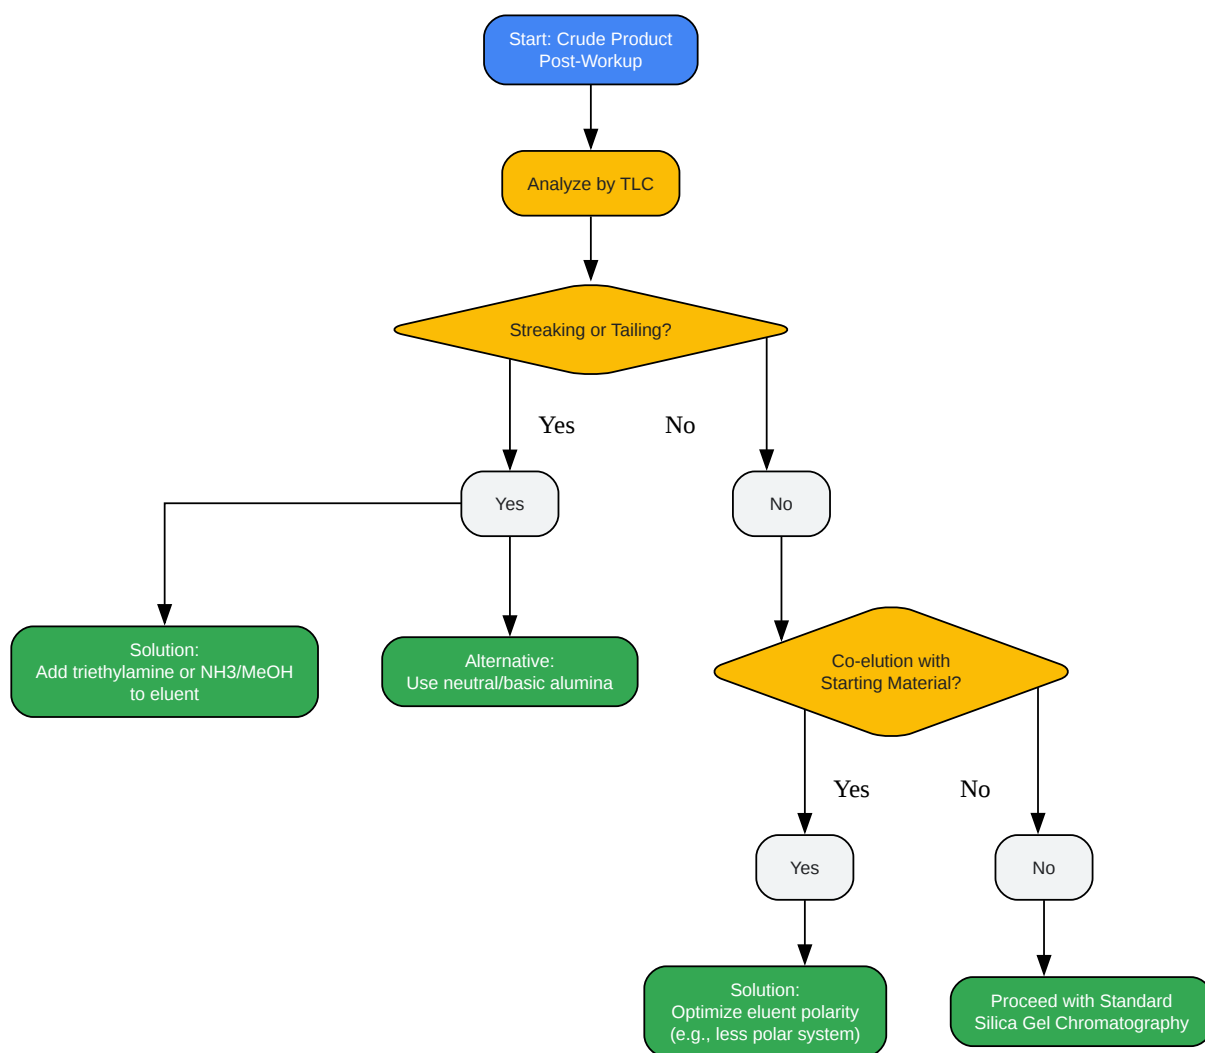 Start: Crude Product
Post-Workup
Analyze by TLC
Streaking or Tailing?
Yes
No
Yes
No
Solution:
Add triethylamine or NH3/MeOH
to eluent
Alternative:
Use neutral/basic alumina
Co-elution with
Starting Material?
Yes
No
Yes
No
Solution:
Optimize eluent polarity
(e.g., less polar system)
Proceed with Standard
Silica Gel Chromatography